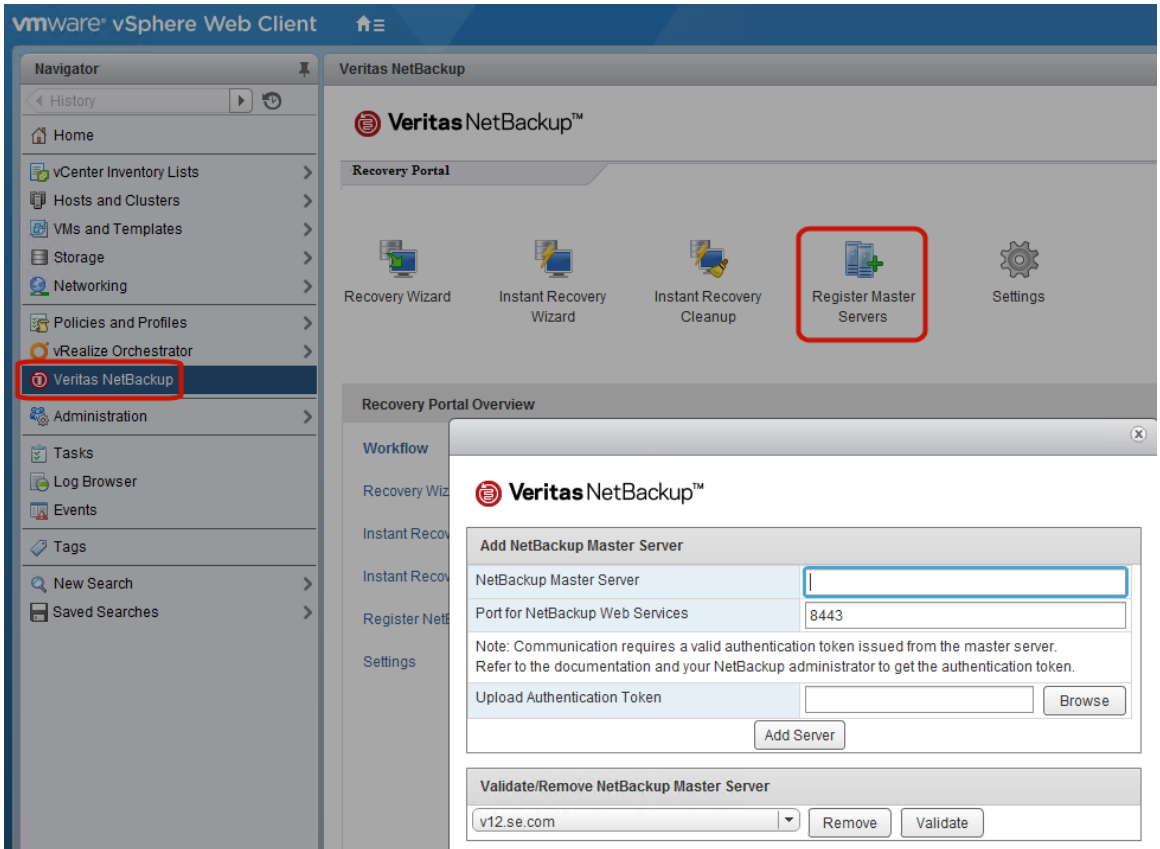 vmware® vSphere Web Client
Navigator
History
Home
vCenter Inventory Lists
Hosts and Clusters
VMs and Templates
Storage
Networking
Policies and Profiles
vRealize Orchestrator
Veritas NetBackup
Administration
Tasks
Log Browser
Events
Tags
New Search
Saved Searches
Veritas NetBackup
Veritas NetBackup™
Recovery Portal
Recovery Wizard
Instant Recovery
Wizard
Instant Recovery
Cleanup
Register Master
Servers
Settings
Recovery Portal Overview
Workflow
Recovery Wiz
Instant Recov
Instant Recov
Register NetB
Settings
Veritas NetBackup™
Add NetBackup Master Server
NetBackup Master Server
Port for NetBackup Web Services 8443
Note: Communication requires a valid authentication token issued from the master server.
Refer to the documentation and your NetBackup administrator to get the authentication token.
Upload Authentication Token Browse
Add Server
Validate/Remove NetBackup Master Server
v12.se.com Remove Validate